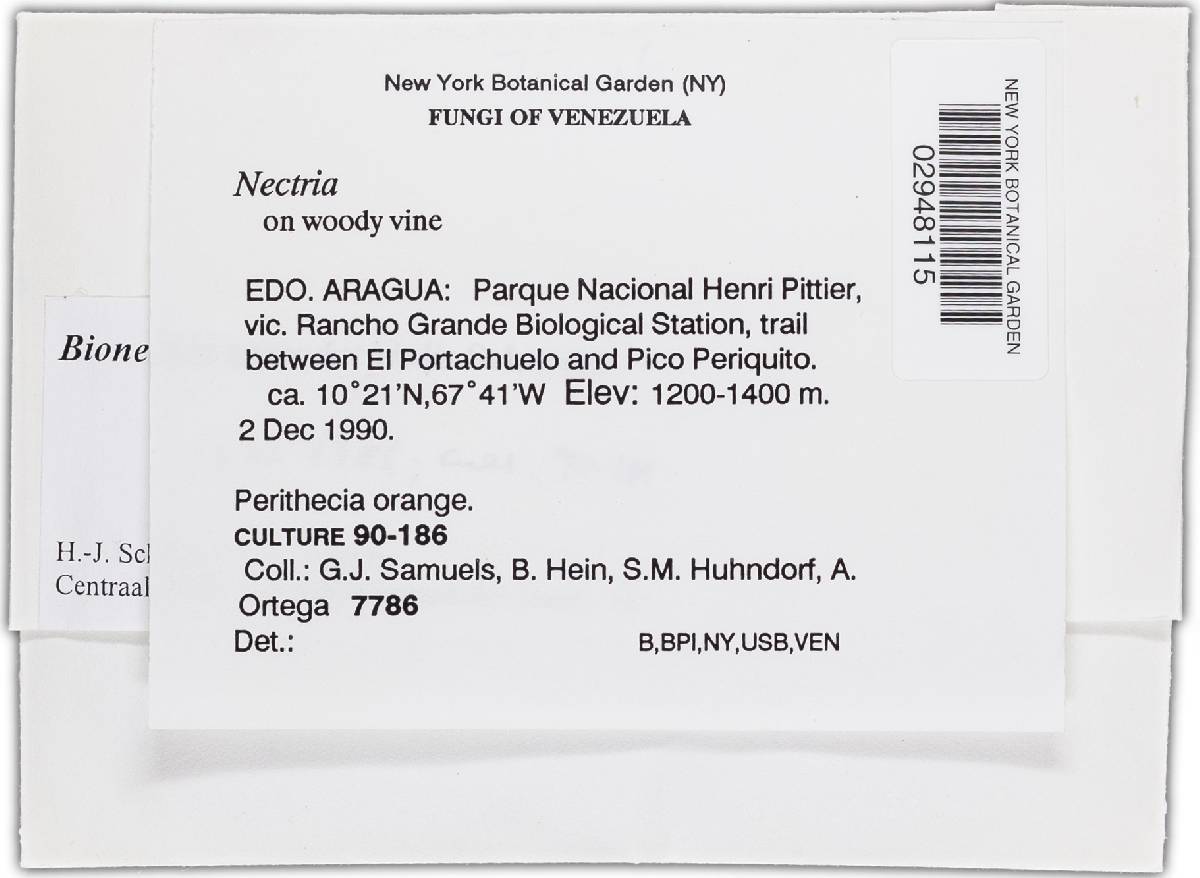 New York Botanical Garden (NY)
FUNGI OF VENEZUELA
Nectria
on woody vine
EDO. ARAGUA: Parque Nacional Henri Pittier,
vic. Rancho Grande Biological Station, trail
between El Portachuelo and Pico Periquito.
ca. 10°21'N,67°41'W Elev: 1200-1400 m.
2 Dec 1990.
Perithecia orange.
CULTURE 90-186
Coll.: G.J. Samuels, B. Hein, S.M. Huhndorf, A.
Ortega 7786
Det.: B,BPI,NY,USB,VEN
NEW YORK BOTANICAL GARDEN
02948115
Bione
H.-J. Sc
Centraal